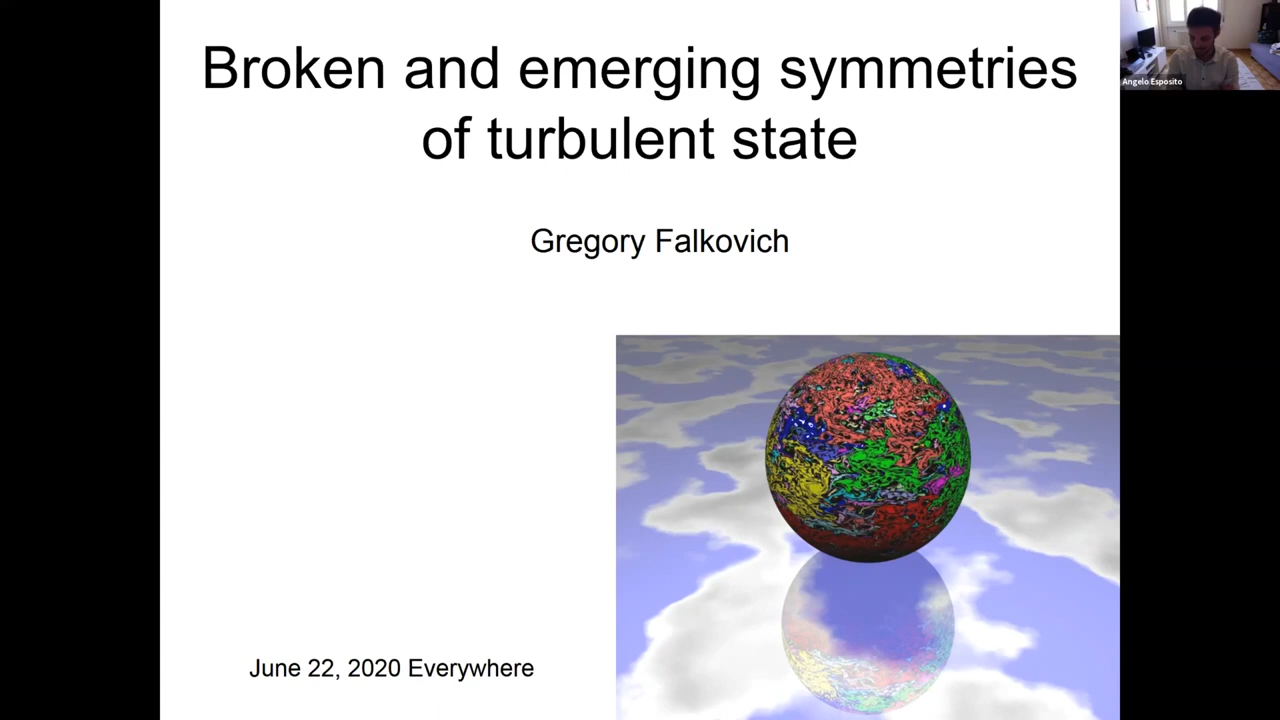 Broken and emerging symmetries
of turbulent state
Gregory Falkovich
June 22, 2020 Everywhere
Angelo Esposito